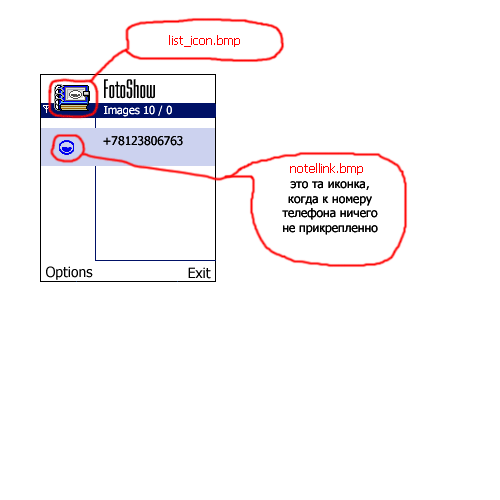 list_icon.bmp
FotoShow
Images 10 / 0
+78123806763
notellink.bmp
это та иконка,
когда к номеру
телефона ничего
не прикрепленно
Options
Exit